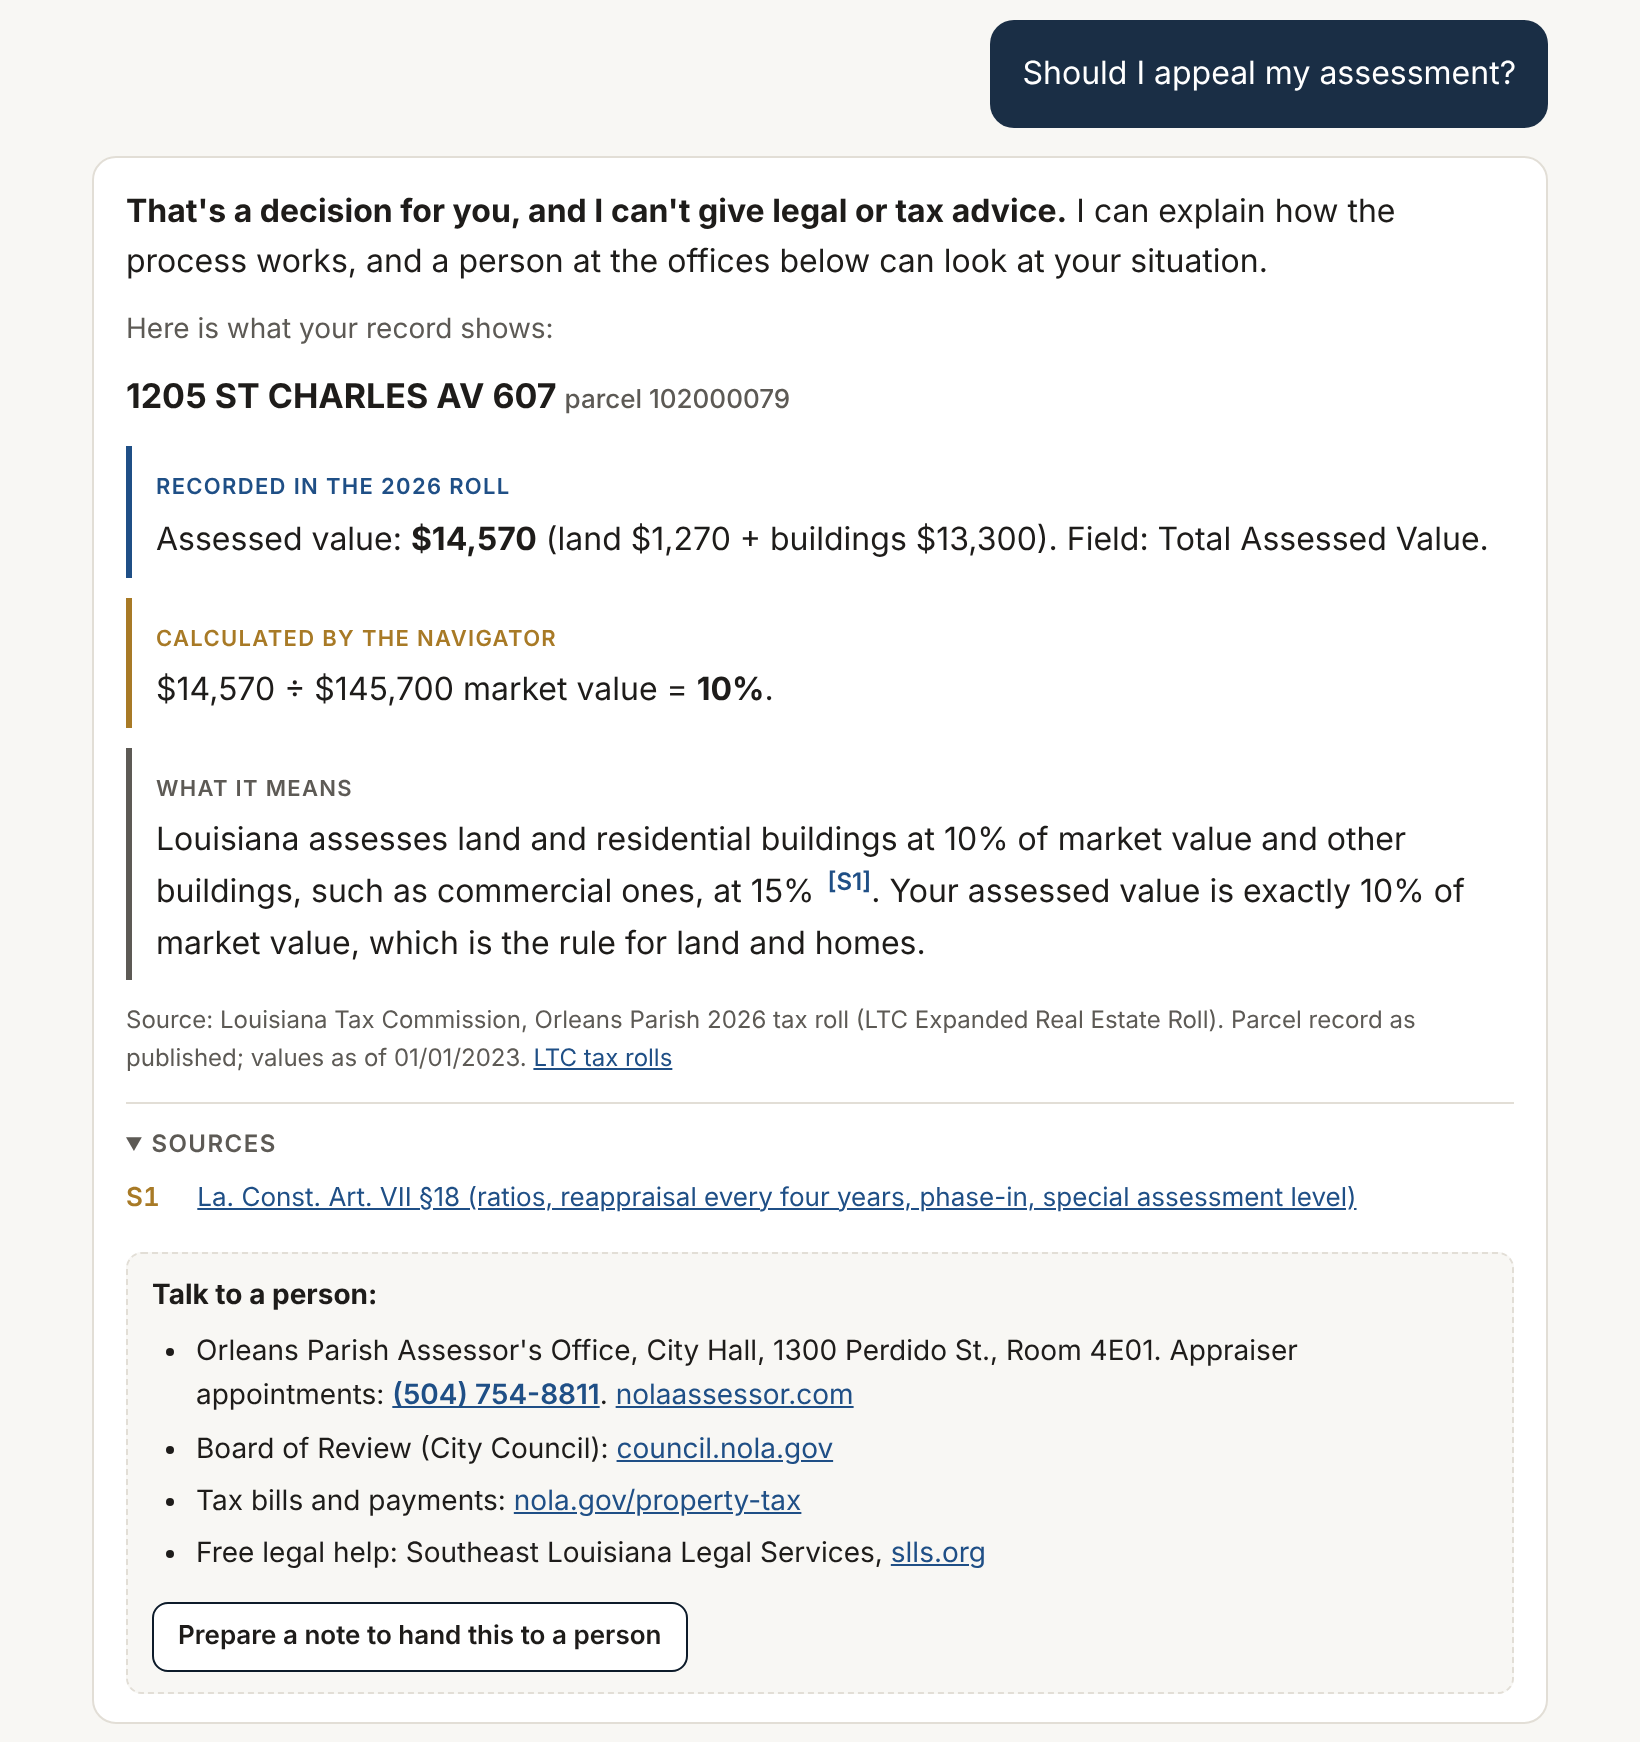 Should I appeal my assessment?
That's a decision for you, and I can't give legal or tax advice. I can explain how the
process works, and a person at the offices below can look at your situation.
Here is what your record shows:
1205 ST CHARLES AV 607 parcel 102000079
RECORDED IN THE 2026 ROLL
Assessed value: $14,570 (land $1,270 + buildings $13,300). Field: Total Assessed Value.
CALCULATED BY THE NAVIGATOR
$14,570 ÷ $145,700 market value = 10%.
WHAT IT MEANS
Louisiana assesses land and residential buildings at 10% of market value and other
buildings, such as commercial ones, at 15% [S1]. Your assessed value is exactly 10% of
market value, which is the rule for land and homes.
Source: Louisiana Tax Commission, Orleans Parish 2026 tax roll (LTC Expanded Real Estate Roll). Parcel record as
published; values as of 01/01/2023. LTC tax rolls
▼ SOURCES
S1 La. Const. Art. VII §18 (ratios, reappraisal every four years, phase-in, special assessment level)
Talk to a person:
• Orleans Parish Assessor's Office, City Hall, 1300 Perdido St., Room 4E01. Appraiser
appointments: (504) 754-8811. nolaassessor.com
• Board of Review (City Council): council.nola.gov
• Tax bills and payments: nola.gov/property-tax
• Free legal help: Southeast Louisiana Legal Services, slls.org
Prepare a note to hand this to a person